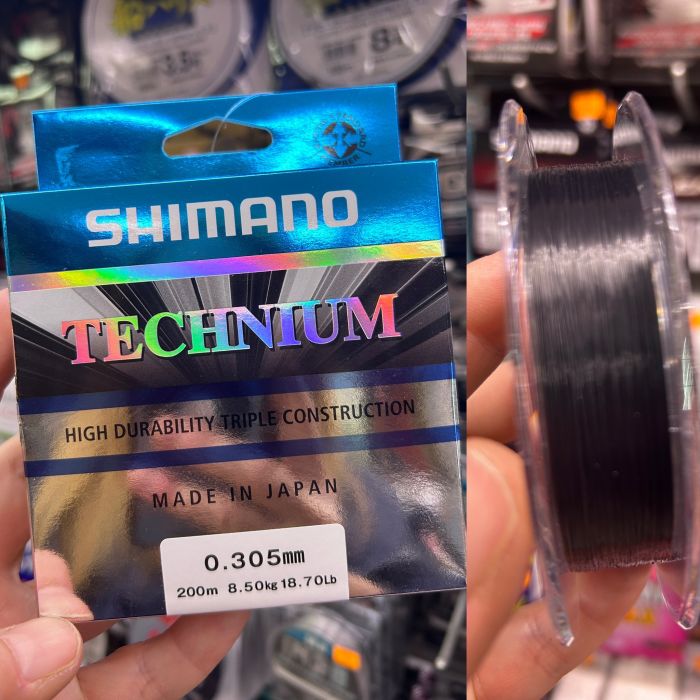 SHIMANO
TECHNIUM
HIGH DURABILITY TRIPLE CONSTRUCTION
MADE IN JAPAN
0.305mm
200m 8.50kg 18.70Lb